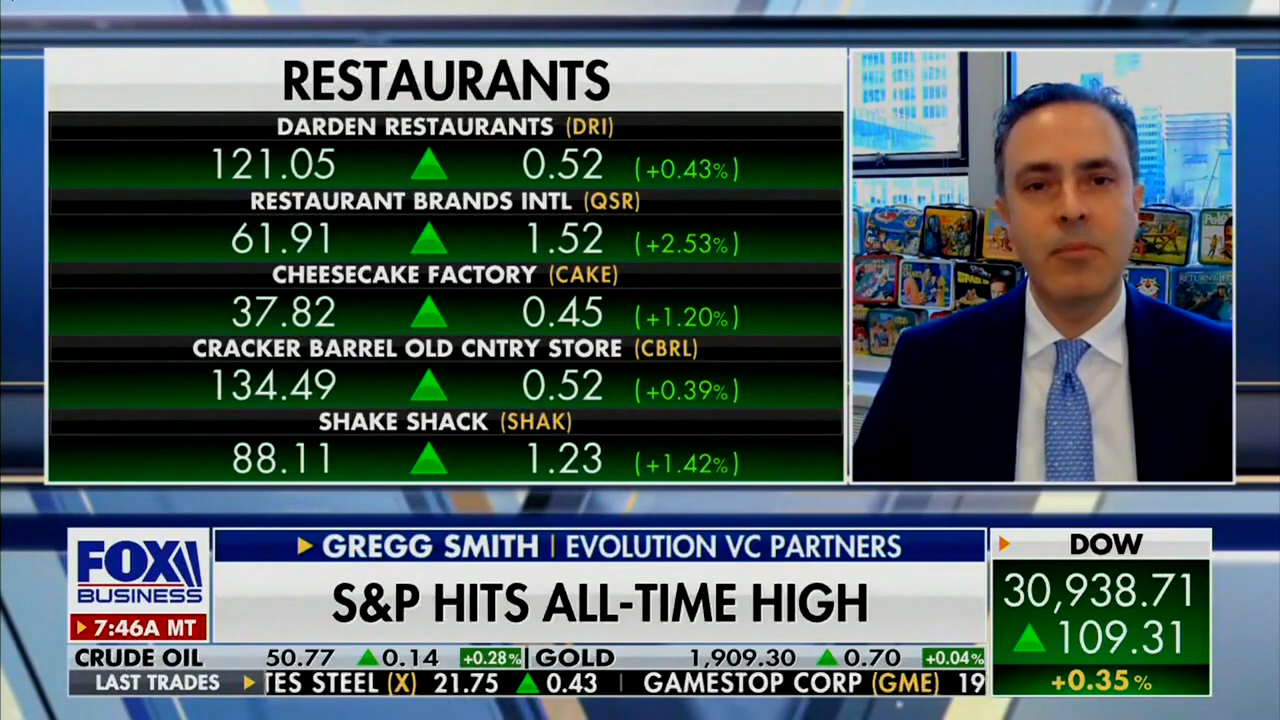 RESTAURANTS
DARDEN RESTAURANTS (DRI)
121.05 ▲ 0.52 (+0.43%)
RESTAURANT BRANDS INTL (QSR)
61.91 ▲ 1.52 (+2.53%)
CHEESECAKE FACTORY (CAKE)
37.82 ▲ 0.45 (+1.20%)
CRACKER BARREL OLD CNTRY STORE (CBRL)
134.49 ▲ 0.52 (+0.39%)
SHAKE SHACK (SHAK)
88.11 ▲ 1.23 (+1.42%)
FOX
BUSINESS
7:46A MT
GREGG SMITH | EVOLUTION VC PARTNERS
S&P HITS ALL-TIME HIGH
DOW
30,938.71
▲ 109.31
+0.35%
CRUDE OIL 50.77 ▲ 0.14 +0.28% | GOLD 1,909.30 ▲ 0.70 +0.04%
LAST TRADES TES STEEL (X) 21.75 ▲ 0.43 | GAMESTOP CORP (GME) 19